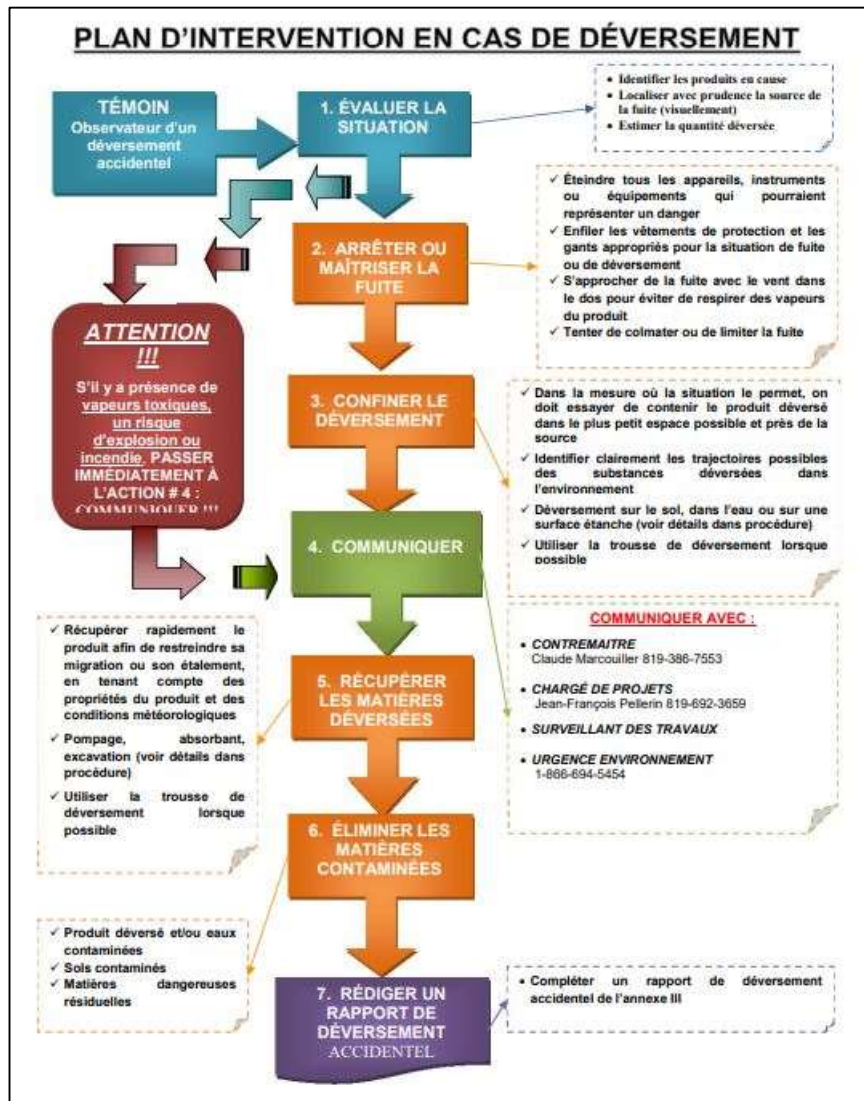 PLAN D'INTERVENTION EN CAS DE DÉVERSEMENT
TÉMOIN
Observateur d'un
déversement
accidentel
1. ÉVALUER LA
SITUATION
• Identifier les produits en cause
• Localiser avec prudence la source de
la fuite (visuellement)
• Estimer la quantité déversée
2. ARRÊTER OU
MAÎTRISER LA
FUITE
✓ Éteindre tous les appareils, instruments
ou équipements qui pourraient
représenter un danger
✓ Enfiler les vêtements de protection et les
gants appropriés pour la situation de fuite
ou de déversement
✓ S'approcher de la fuite avec le vent dans
le dos pour éviter de respirer des vapeurs
du produit
✓ Tenter de colmater ou de limiter la fuite
ATTENTION
!!!
S'il y a présence de
vapeurs toxiques,
un risque
d'explosion ou
incendie, PASSER
IMMÉDIATEMENT À
L'ACTION # 4 :
COMMUNIQUER !!!
3. CONFINER LE
DÉVERSEMENT
✓ Dans la mesure où la situation le permet, on
doit essayer de contenir le produit déversé
dans le plus petit espace possible et près de la
source
✓ Identifier clairement les trajectoires possibles
des substances déversées dans
l'environnement
✓ Déversement sur le sol, dans l'eau ou sur une
surface étanche (voir détails dans procédure)
✓ Utiliser la trousse de déversement lorsque
possible
4. COMMUNIQUER
COMMUNIQUER AVEC :
• CONTREMAITRE
Claude Marcouiller 819-386-7553
• CHARGÉ DE PROJETS
Jean-François Pellerin 819-692-3659
• SURVEILLANT DES TRAVAUX
• URGENCE ENVIRONNEMENT
1-866-694-5454
5. RÉCUPÉRER
LES MATIÈRES
DÉVERSÉES
✓ Récupérer rapidement le
produit afin de restreindre sa
migration ou son étalement,
en tenant compte des
propriétés du produit et des
conditions météorologiques
✓ Pompage, absorbant,
excavation (voir détails dans
procédure)
✓ Utiliser la trousse de
déversement lorsque
possible
6. ÉLIMINER LES
MATIÈRES
CONTAMINÉES
✓ Produit déversé et/ou eaux
contaminées
✓ Sols contaminés
✓ Matières dangereuses
résiduelles
7. RÉDIGER UN
RAPPORT DE
DÉVERSEMENT
ACCIDENTEL
• Compléter un rapport de déversement
accidentel de l'annexe III